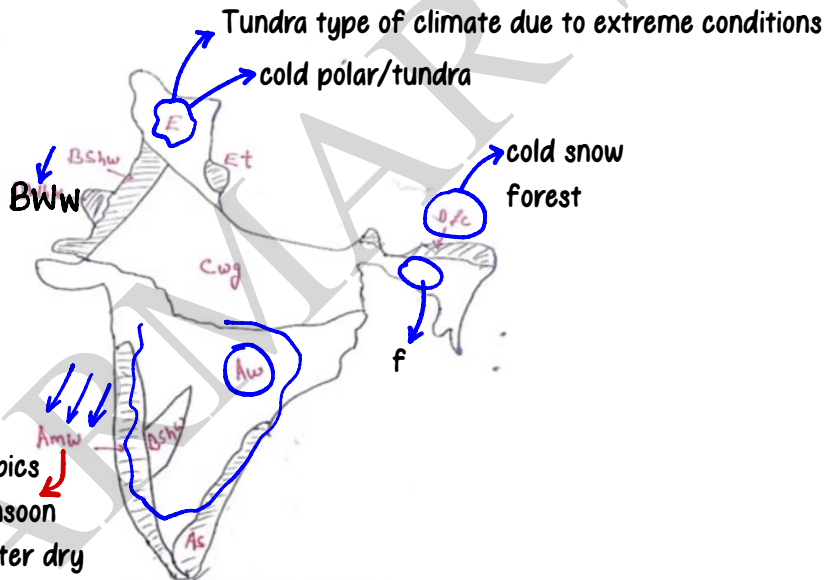 Tundra type of climate due to extreme conditions
cold polar/tundra
E
BShw
Et
cold snow
forest
BWw
Dfc
Cwg
f
Aw
Amw
BShw
pics
nsoon
ter dry
As